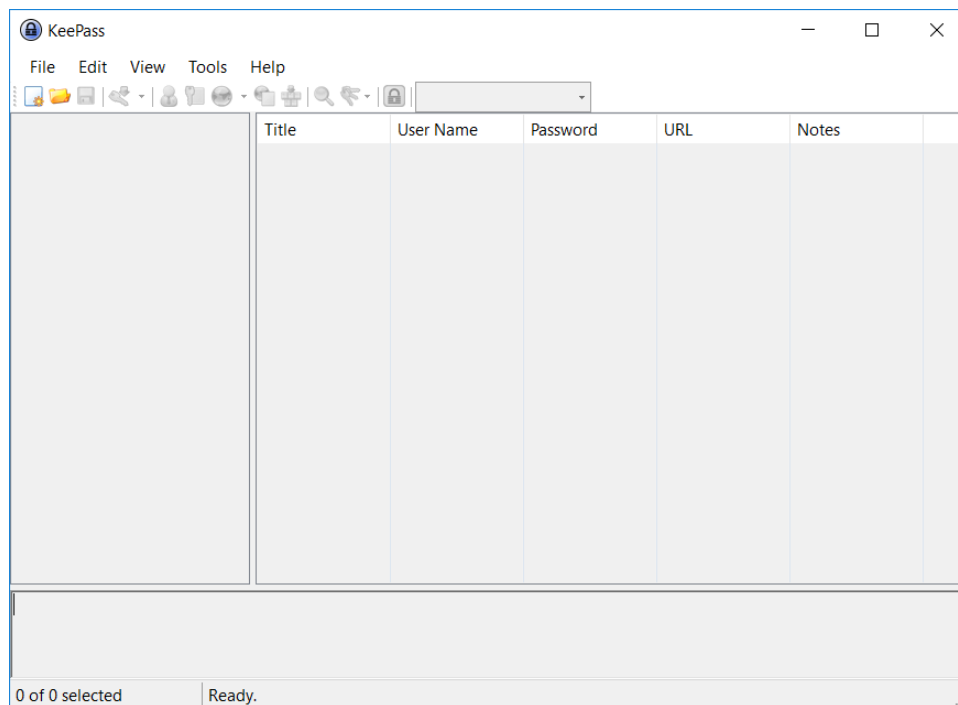 KeePass
File Edit View Tools Help
Title User Name Password URL Notes
0 of 0 selected Ready.